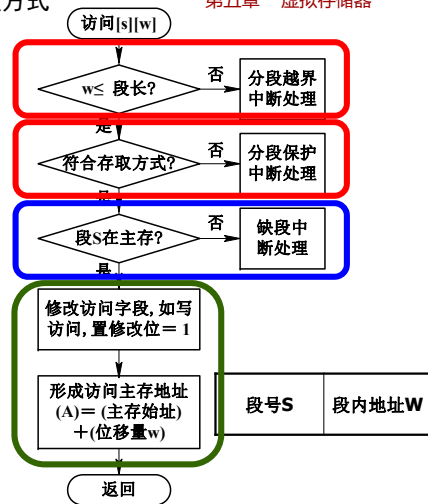 方式
第五章 虚拟存储器
访问[s][w]
w≤ 段长?
否
分段越界
中断处理
是
符合存取方式?
否
分段保护
中断处理
是
段S在主存?
否
缺段中
断处理
是
修改访问字段,如写
访问,置修改位= 1
形成访问主存地址
(A)= (主存始址)
+(位移量w)
段号S
段内地址W
返回